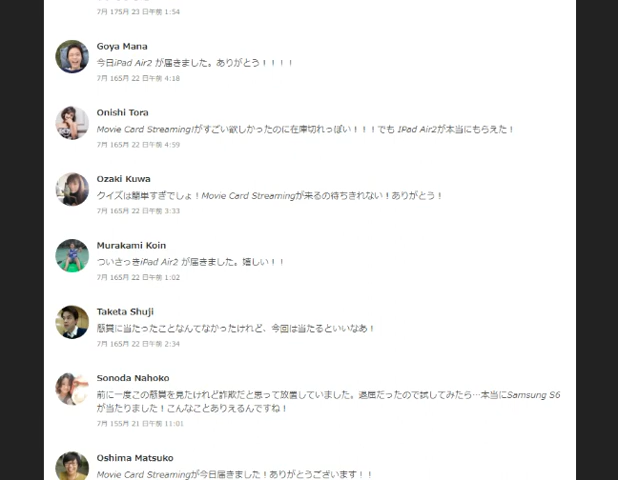 7月 175月 23 日午前 1:54
Goya Mana
今日iPad Air2 が届きました。ありがとう！！！！
7月 165月 22 日午前 4:18
Onishi Tora
Movie Card Streaming!がすごい欲しかったのに在庫切れっぽい！！！でも IPad Air2が本当にもらえた！
7月 165月 22 日午前 4:59
Ozaki Kuwa
クイズは簡単すぎでしょ！Movie Card Streamingが来るの待ちきれない！ありがとう！
7月 165月 22 日午前 3:33
Murakami Koin
ついさっきiPad Air2 が届きました。嬉しい！！
7月 165月 22 日午前 1:02
Taketa Shuji
懸賞に当たったことなんてなかったけれど、今回は当たるといいなあ！
7月 165月 22 日午前 2:34
Sonoda Nahoko
前に一度この懸賞を見たけれど詐欺だと思って放置していました。退屈だったので試してみたら…本当にSamsung S6
が当たりました！こんなことありえるんですね！
7月 155月 21 日午前 11:01
Oshima Matsuko
Movie Card Streamingが今日届きました！ありがとうございます！！